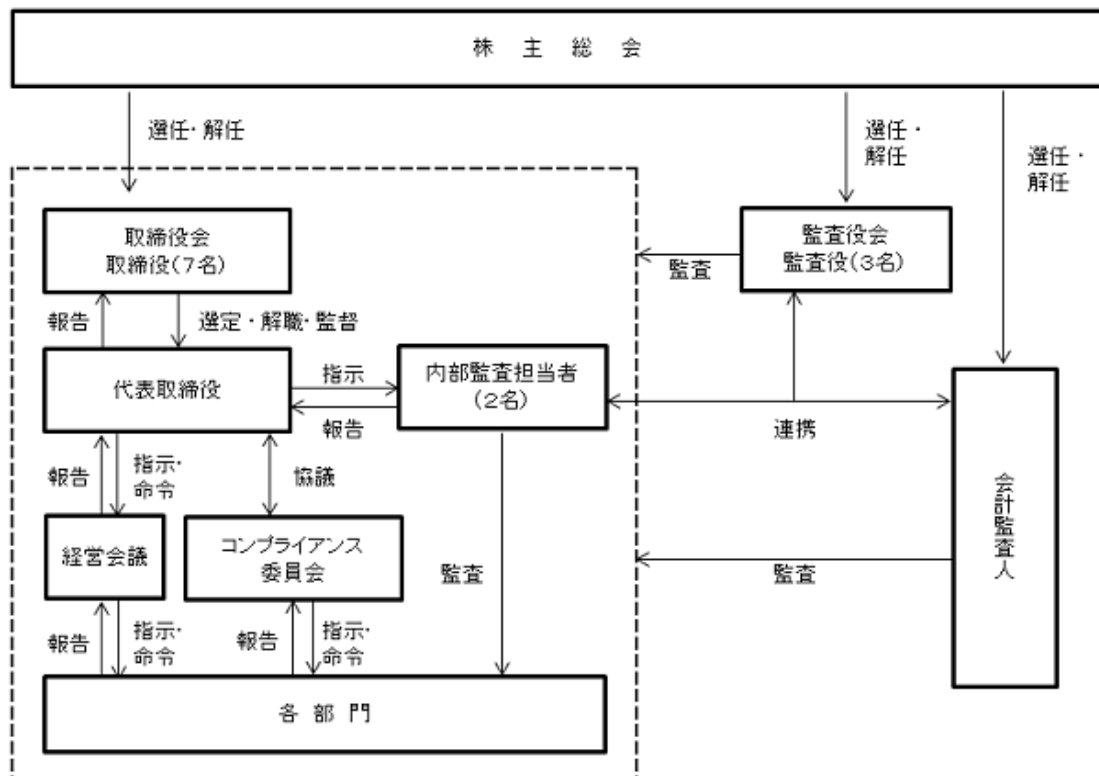 株 主 総 会
選任・解任
選任・
解任
選任・
解任
取締役会
取締役(7名)
監査役会
監査役(3名)
監査
報告
選定・解職・監督
代表取締役
指示
報告
内部監査担当者
(2名)
連携
会計監査人
報告
指示・
命令
協議
経営会議
コンプライアンス
委員会
監査
監査
報告
指示・
命令
報告
指示・
命令
各 部 門